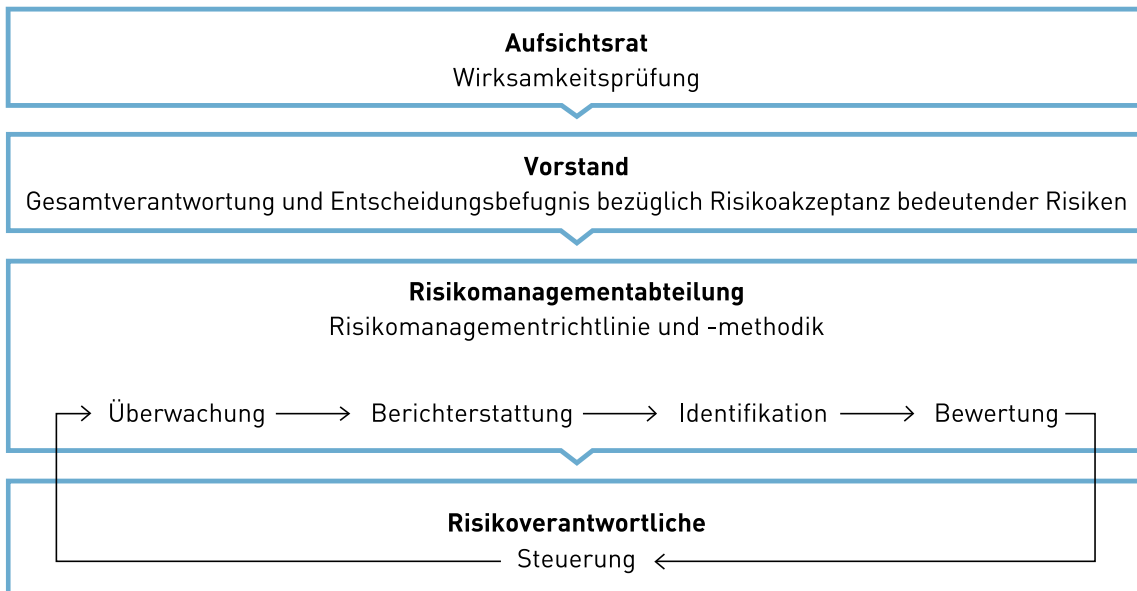 Aufsichtsrat
Wirksamkeitsprüfung
Vorstand
Gesamtverantwortung und Entscheidungsbefugnis bezüglich Risikoakzeptanz bedeutender Risiken
Risikomanagementabteilung
Risikomanagementrichtlinie und -methodik
Überwachung Berichterstattung Identifikation Bewertung
Risikoverantwortliche
Steuerung